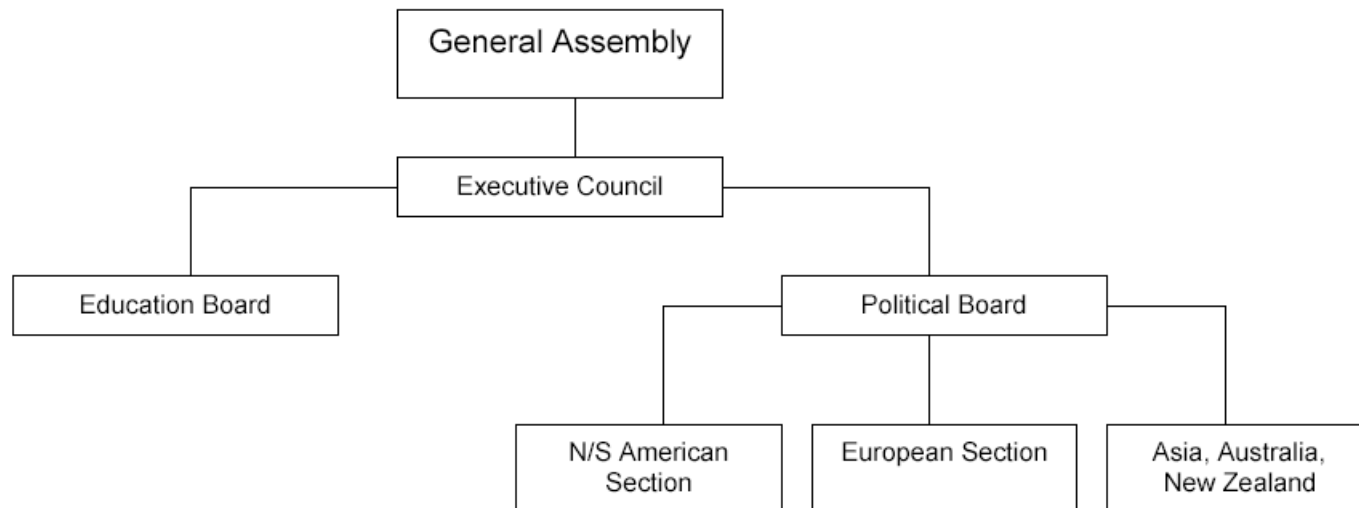 General Assembly
Executive Council
Education Board
Political Board
N/S American
Section
European Section
Asia, Australia,
New Zealand